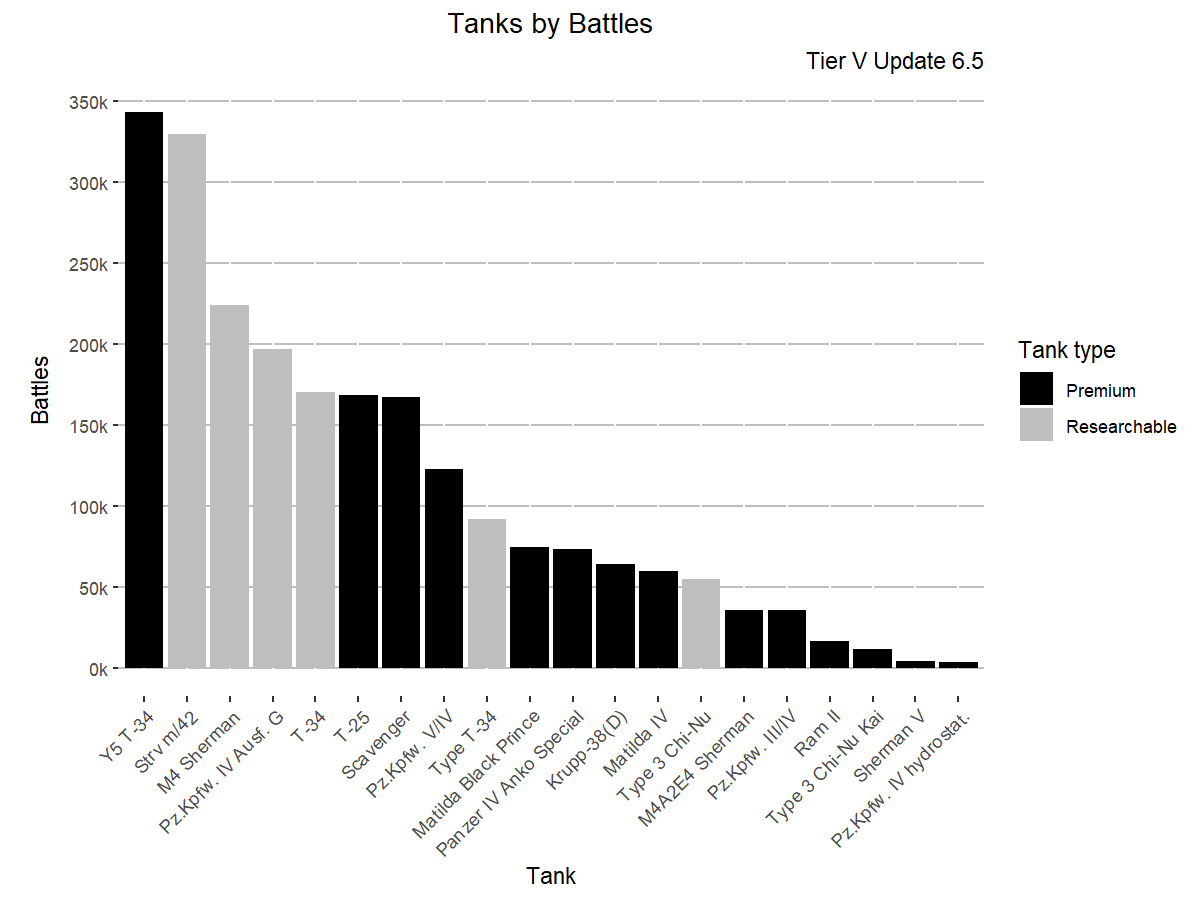 Tanks by Battles
Tier V Update 6.5
350k
300k
250k
200k
150k
100k
50k
0k
Battles
Y5 T-34
Strv m/42
M4 Sherman
Pz.Kpfw. IV Ausf. G
T-34
T-25
Scavenger
Pz.Kpfw. V/IV
Type T-34
Matilda Black Prince
Panzer IV Anko Special
Krupp-38(D)
Matilda IV
Type 3 Chi-Nu
M4A2E4 Sherman
Pz.Kpfw. III/IV
Ram II
Type 3 Chi-Nu Kai
Sherman V
Pz.Kpfw. IV hydrostat.
Tank
Tank type
Premium
Researchable